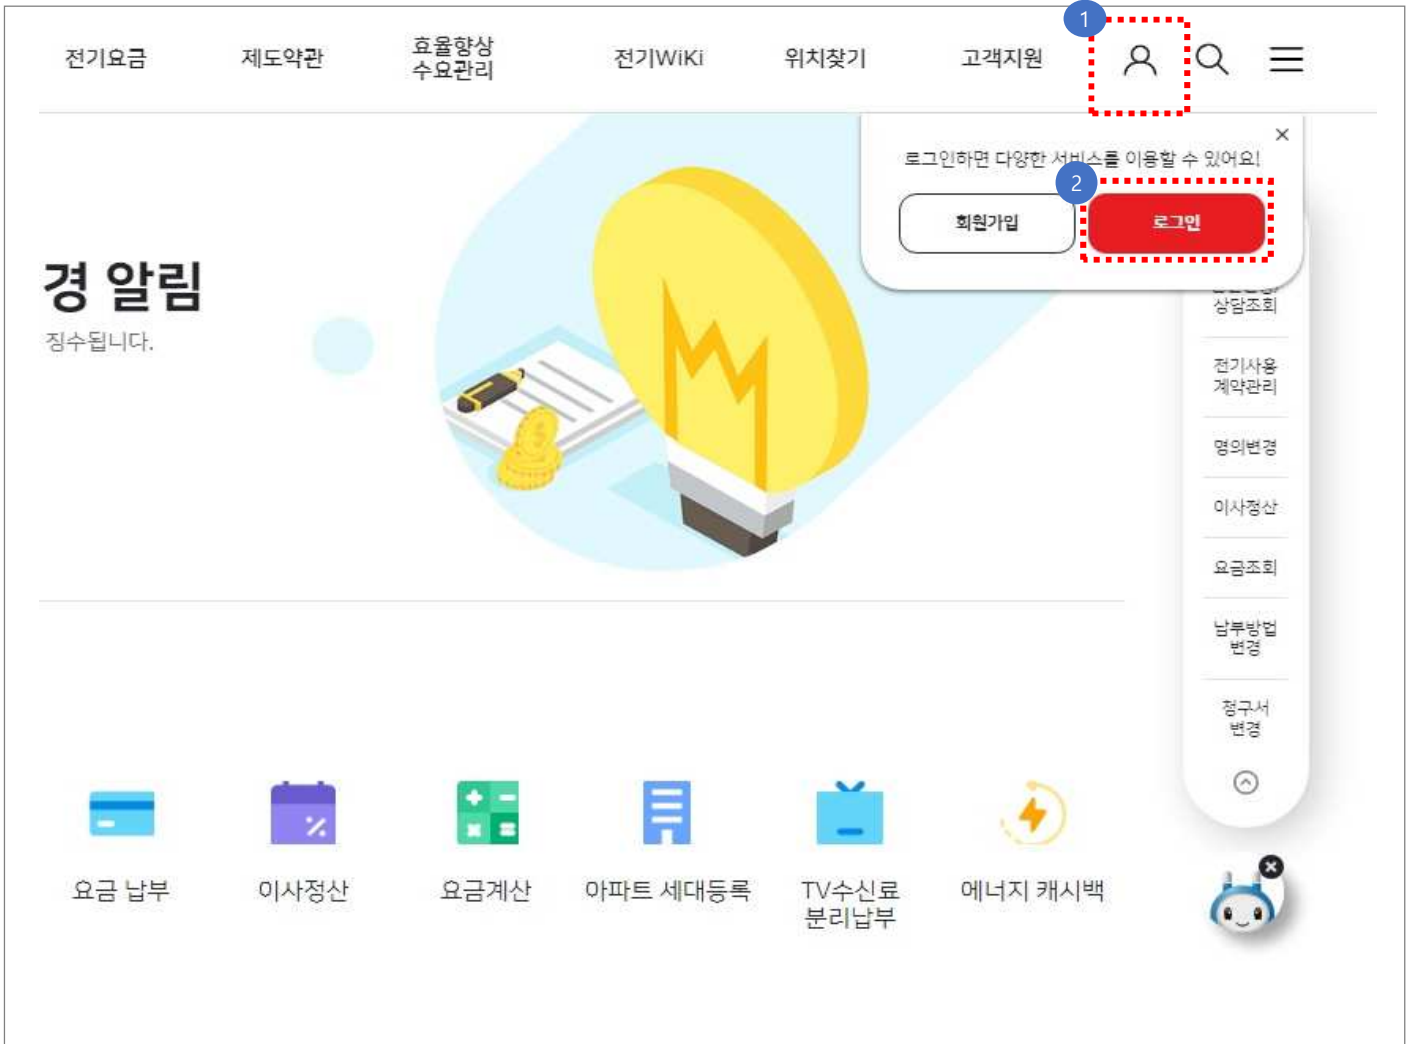 1
전기요금
제도약관
효율향상
수요관리
전기WiKi
위치찾기
고객지원
로그인하면 다양한 서비스를 이용할 수 있어요!
2
회원가입
로그인
경 알림
징수됩니다.
상담조회
전기사용
계약관리
명의변경
이사정산
요금조회
납부방법
변경
청구서
변경
요금 납부
이사정산
요금계산
아파트 세대등록
TV수신료
분리납부
에너지 캐시백